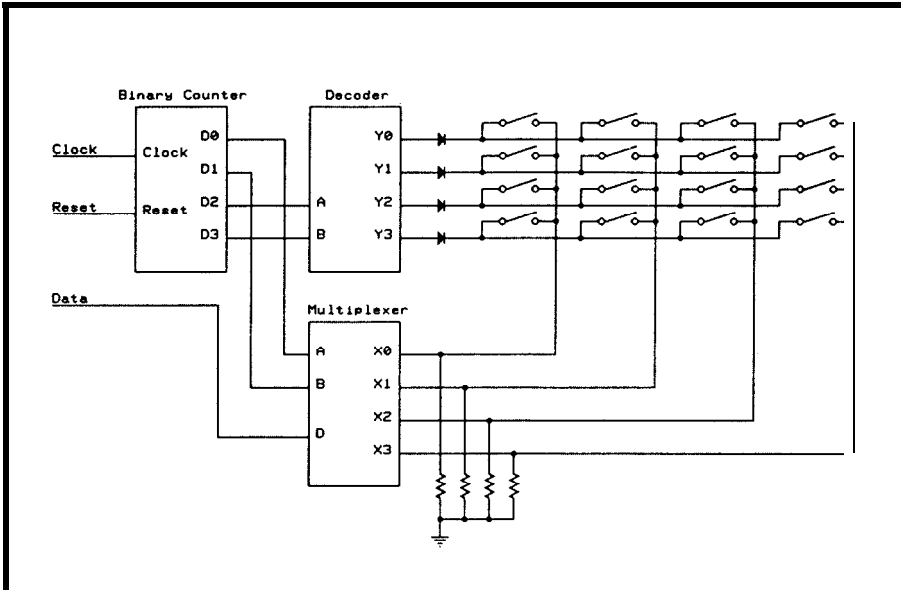 Binary Counter
Decoder
D0
Y0
Clock
Clock
D1
Y1
Reset
Reset
D2
A
Y2
D3
B
Y3
Data
Multiplexer
A
X0
B
X1
X2
D
X3